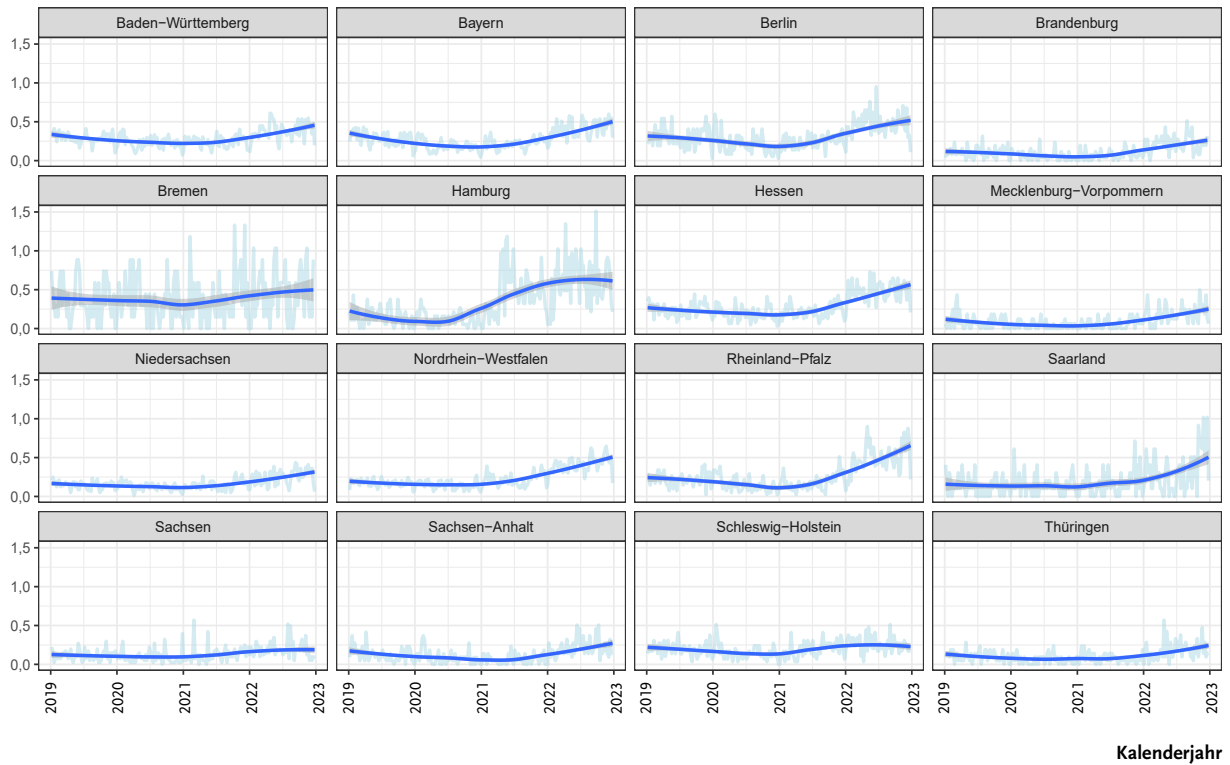 Baden−Württemberg Bayern Berlin Brandenburg
1,5
1,0
0,5
0,0
Bremen Hamburg Hessen Mecklenburg−Vorpommern
1,5
1,0
0,5
0,0
Niedersachsen Nordrhein−Westfalen Rheinland−Pfalz Saarland
1,5
1,0
0,5
0,0
Sachsen Sachsen−Anhalt Schleswig−Holstein Thüringen
1,5
1,0
0,5
0,0
2019 2020 2021 2022 2023 2019 2020 2021 2022 2023 2019 2020 2021 2022 2023 2019 2020 2021 2022 2023
Kalenderjahr